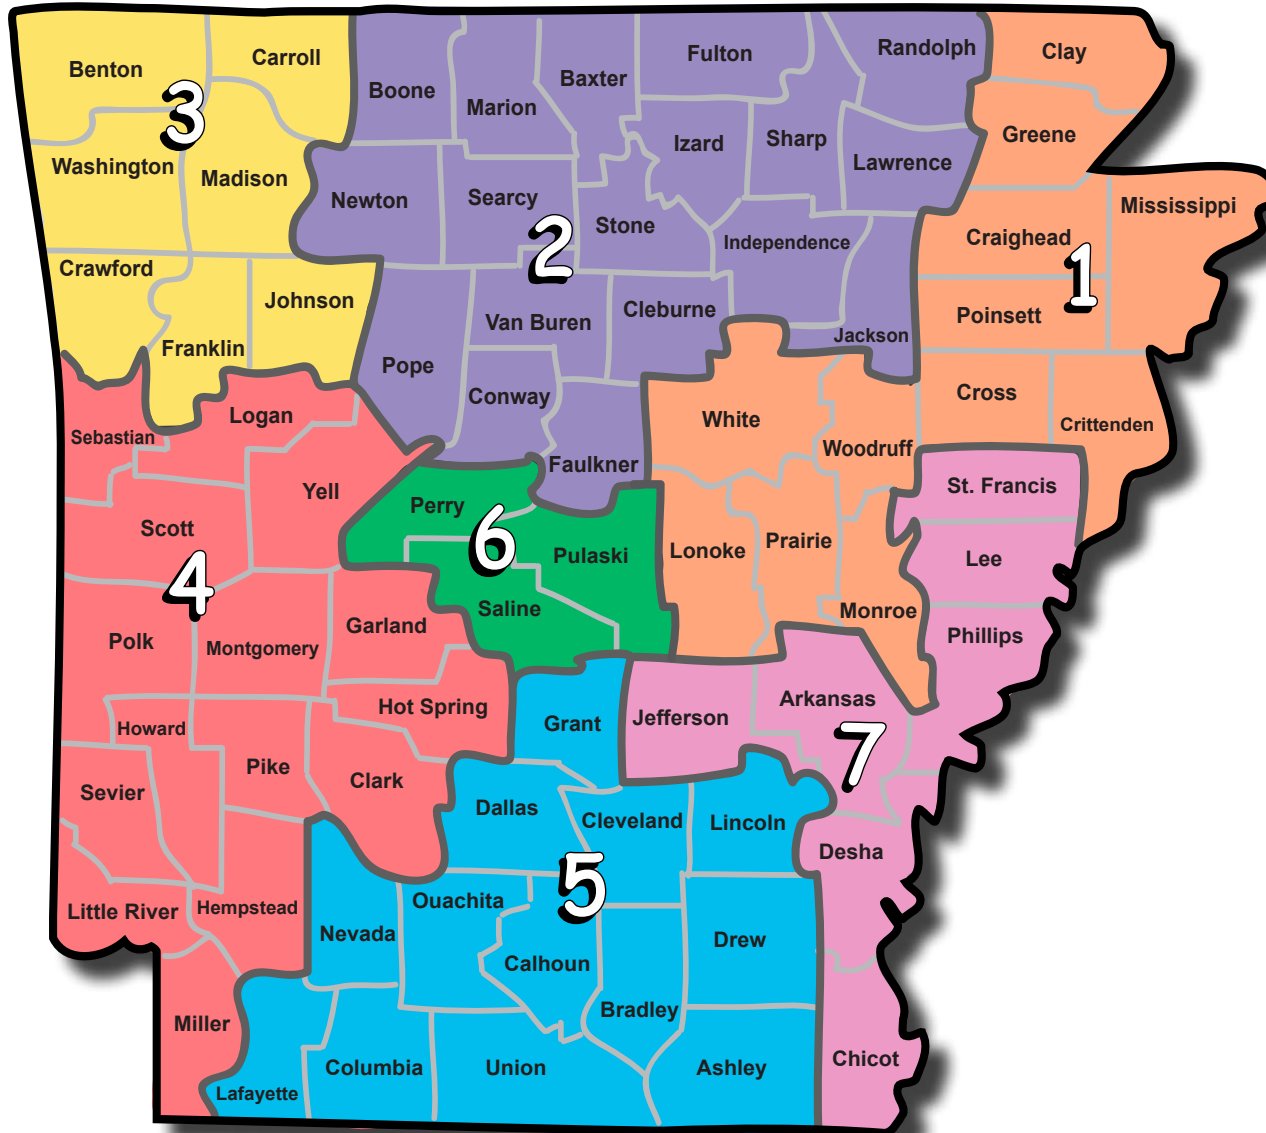 Benton
Carroll
3
Washington
Madison
Crawford
Franklin
Johnson
Boone
Marion
Baxter
Fulton
Randolph
Izard
Sharp
Lawrence
Newton
Searcy
Stone
Independence
2
Van Buren
Cleburne
Jackson
Pope
Conway
Faulkner
Clay
Greene
Mississippi
Craighead
1
Poinsett
Cross
Crittenden
White
Woodruff
Lonoke
Prairie
Monroe
Sebastian
Logan
Yell
Scott
4
Polk
Montgomery
Garland
Hot Spring
Howard
Pike
Clark
Sevier
Little River
Hempstead
Miller
Perry
6
Pulaski
Saline
St. Francis
Lee
Phillips
Arkansas
Jefferson
7
Desha
Chicot
Grant
Dallas
Cleveland
Lincoln
5
Ouachita
Nevada
Calhoun
Drew
Bradley
Columbia
Union
Ashley
Lafayette